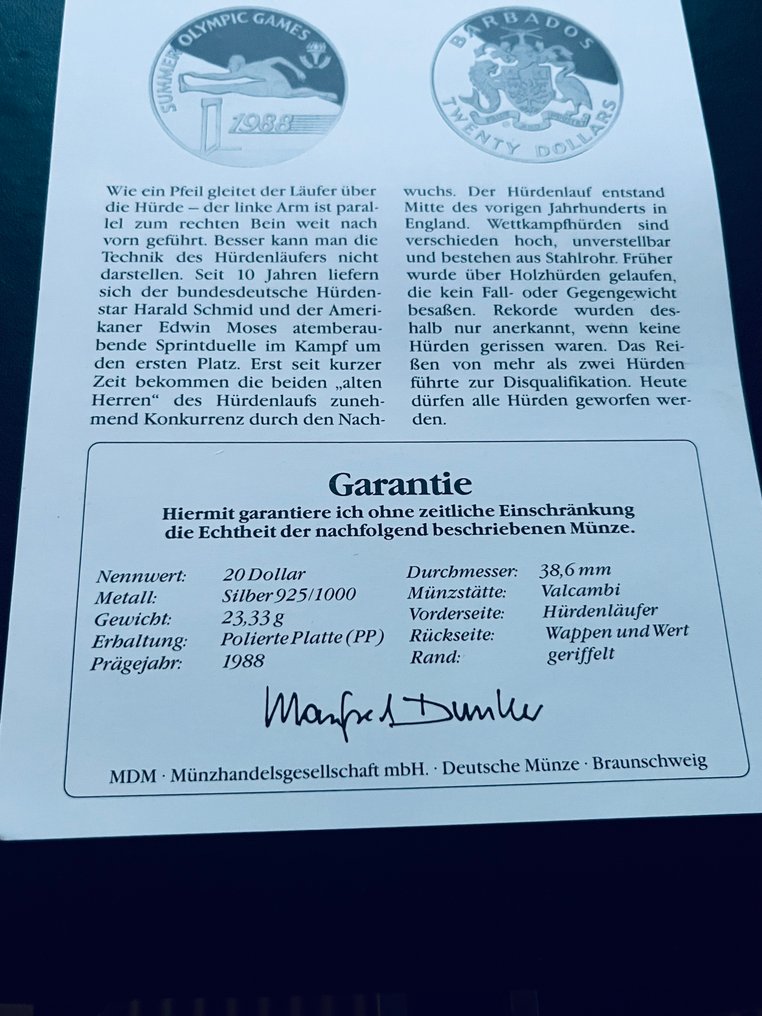 SUMMER OLYMPIC GAMES
1988
BARBADOS
TWENTY DOLLARS
Wie ein Pfeil gleitet der Läufer über
die Hürde – der linke Arm ist paral-
lel zum rechten Bein weit nach
vorn geführt. Besser kann man die
Technik des Hürdenläufers nicht
darstellen. Seit 10 Jahren liefern
sich der bundesdeutsche Hürden-
star Harald Schmid und der Ameri-
kaner Edwin Moses atemberau-
bende Sprintduelle im Kampf um
den ersten Platz. Erst seit kurzer
Zeit bekommen die beiden „alten
Herren“ des Hürdenlaufs zuneh-
mend Konkurrenz durch den Nach-
wuchs. Der Hürdenlauf entstand
Mitte des vorigen Jahrhunderts in
England. Wettkampfhürden sind
verschieden hoch, unverstellbar
und bestehen aus Stahlrohr. Früher
wurde über Holzhürden gelaufen,
die kein Fall- oder Gegengewicht
besaßen. Rekorde wurden des-
halb nur anerkannt, wenn keine
Hürden gerissen waren. Das Rei-
ßen von mehr als zwei Hürden
führte zur Disqualifikation. Heute
dürfen alle Hürden geworfen wer-
den.
Garantie
Hiermit garantiere ich ohne zeitliche Einschränkung
die Echtheit der nachfolgend beschriebenen Münze.
Nennwert: 20 Dollar
Metall: Silber 925/1000
Gewicht: 23,33 g
Erhaltung: Polierte Platte (PP)
Prägejahr: 1988
Durchmesser: 38,6 mm
Münzstätte: Valcambi
Vorderseite: Hürdenläufer
Rückseite: Wappen und Wert
Rand: geriffelt
Manfred Dunker
MDM · Münzhandelsgesellschaft mbH. · Deutsche Münze · Braunschweig